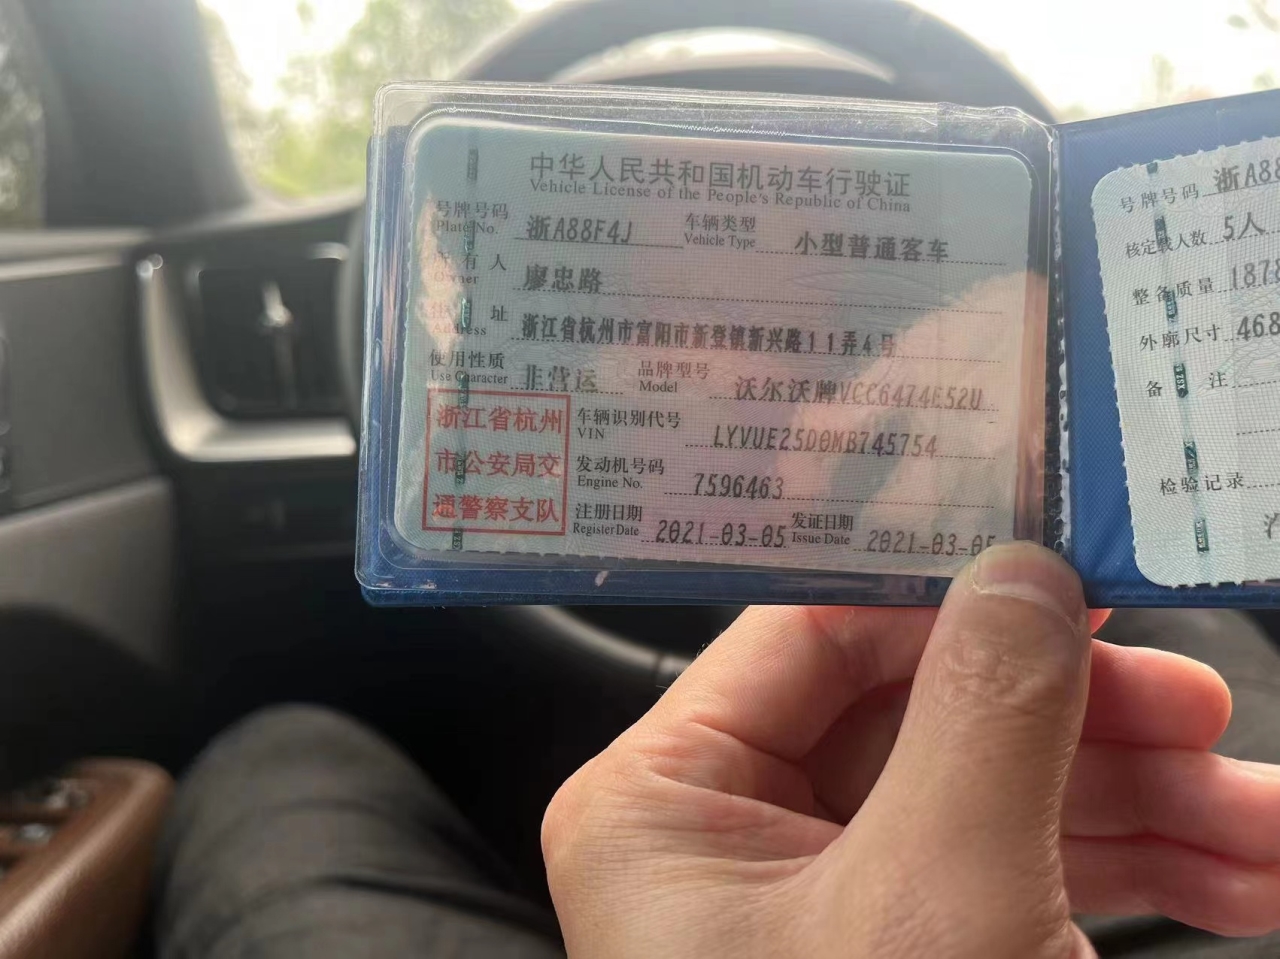 中华人民共和国机动车行驶证
Vehicle License of the People's Republic of China
号牌号码 浙A88F4J 车辆类型 小型普通客车
Plate No. Vehicle Type
所有人 廖忠路
Owner
住址 浙江省杭州市富阳市新登镇新兴路11弄4号
Address
使用性质 非营运 品牌型号 沃尔沃牌VCC6474E52U
Use Character Model
浙江省杭州
市公安局交
通警察支队
车辆识别代号 LYVUE25D0MB745754
VIN
发动机号码 7596463
Engine No.
注册日期 2021-03-05 发证日期 2021-03-05
Register Date Issue Date
号牌号码 浙A88
核定载人数 5人
整备质量 1878
外廓尺寸 468
备注
检验记录